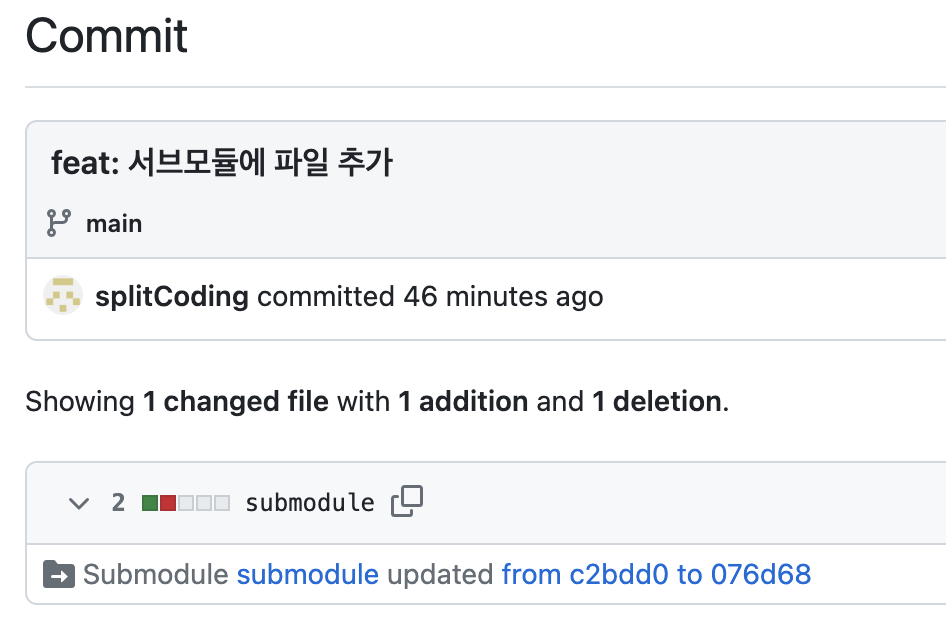 Commit
feat: 서브모듈에 파일 추가
main
splitCoding committed 46 minutes ago
Showing 1 changed file with 1 addition and 1 deletion.
2 submodule
Submodule submodule updated from c2bdd0 to 076d68